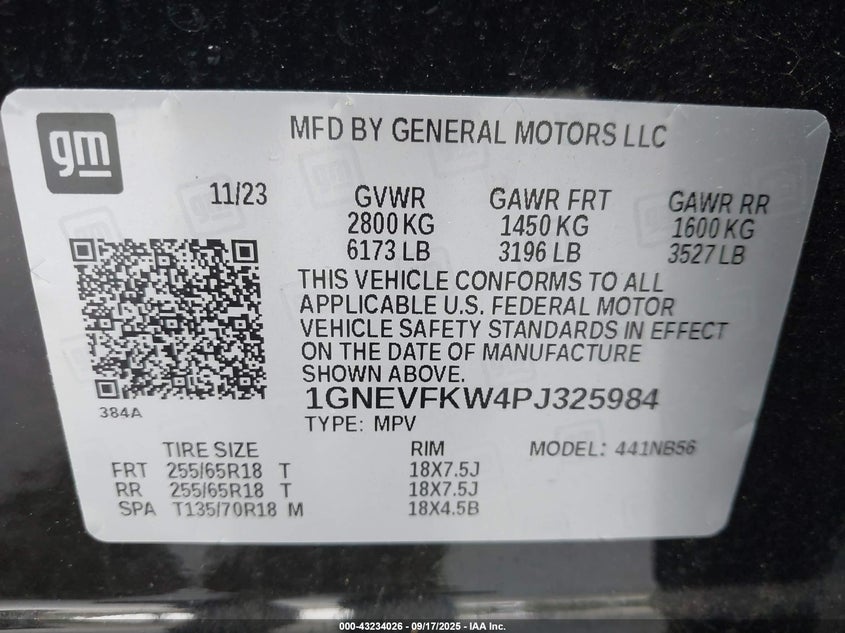 gm
MFD BY GENERAL MOTORS LLC
11/23 GVWR GAWR FRT GAWR RR
2800 KG 1450 KG 1600 KG
6173 LB 3196 LB 3527 LB
THIS VEHICLE CONFORMS TO ALL
APPLICABLE U.S. FEDERAL MOTOR
VEHICLE SAFETY STANDARDS IN EFFECT
ON THE DATE OF MANUFACTURE
SHOWN ABOVE.
1GNEVFKW4PJ325984
384A
TYPE: MPV
TIRE SIZE RIM MODEL: 441NB56
FRT 255/65R18 T 18X7.5J
RR 255/65R18 T 18X7.5J
SPA T135/70R18 M 18X4.5B
000-43234026 - 09/17/2025 - IAA Inc.